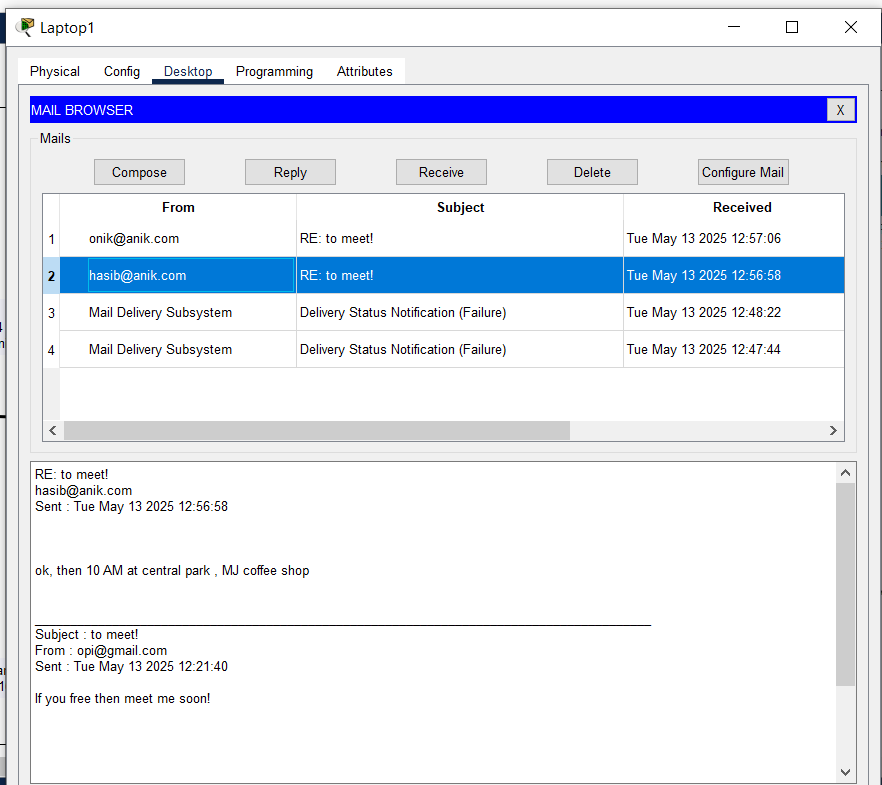 Laptop1
Physical Config Desktop Programming Attributes
MAIL BROWSER X
Mails
Compose Reply Receive Delete Configure Mail
From Subject Received
1 onik@anik.com RE: to meet! Tue May 13 2025 12:57:06
2 hasib@anik.com RE: to meet! Tue May 13 2025 12:56:58
3 Mail Delivery Subsystem Delivery Status Notification (Failure) Tue May 13 2025 12:48:22
4 Mail Delivery Subsystem Delivery Status Notification (Failure) Tue May 13 2025 12:47:44
RE: to meet!
hasib@anik.com
Sent : Tue May 13 2025 12:56:58
ok, then 10 AM at central park , MJ coffee shop
Subject : to meet!
From : opi@gmail.com
Sent : Tue May 13 2025 12:21:40
If you free then meet me soon!